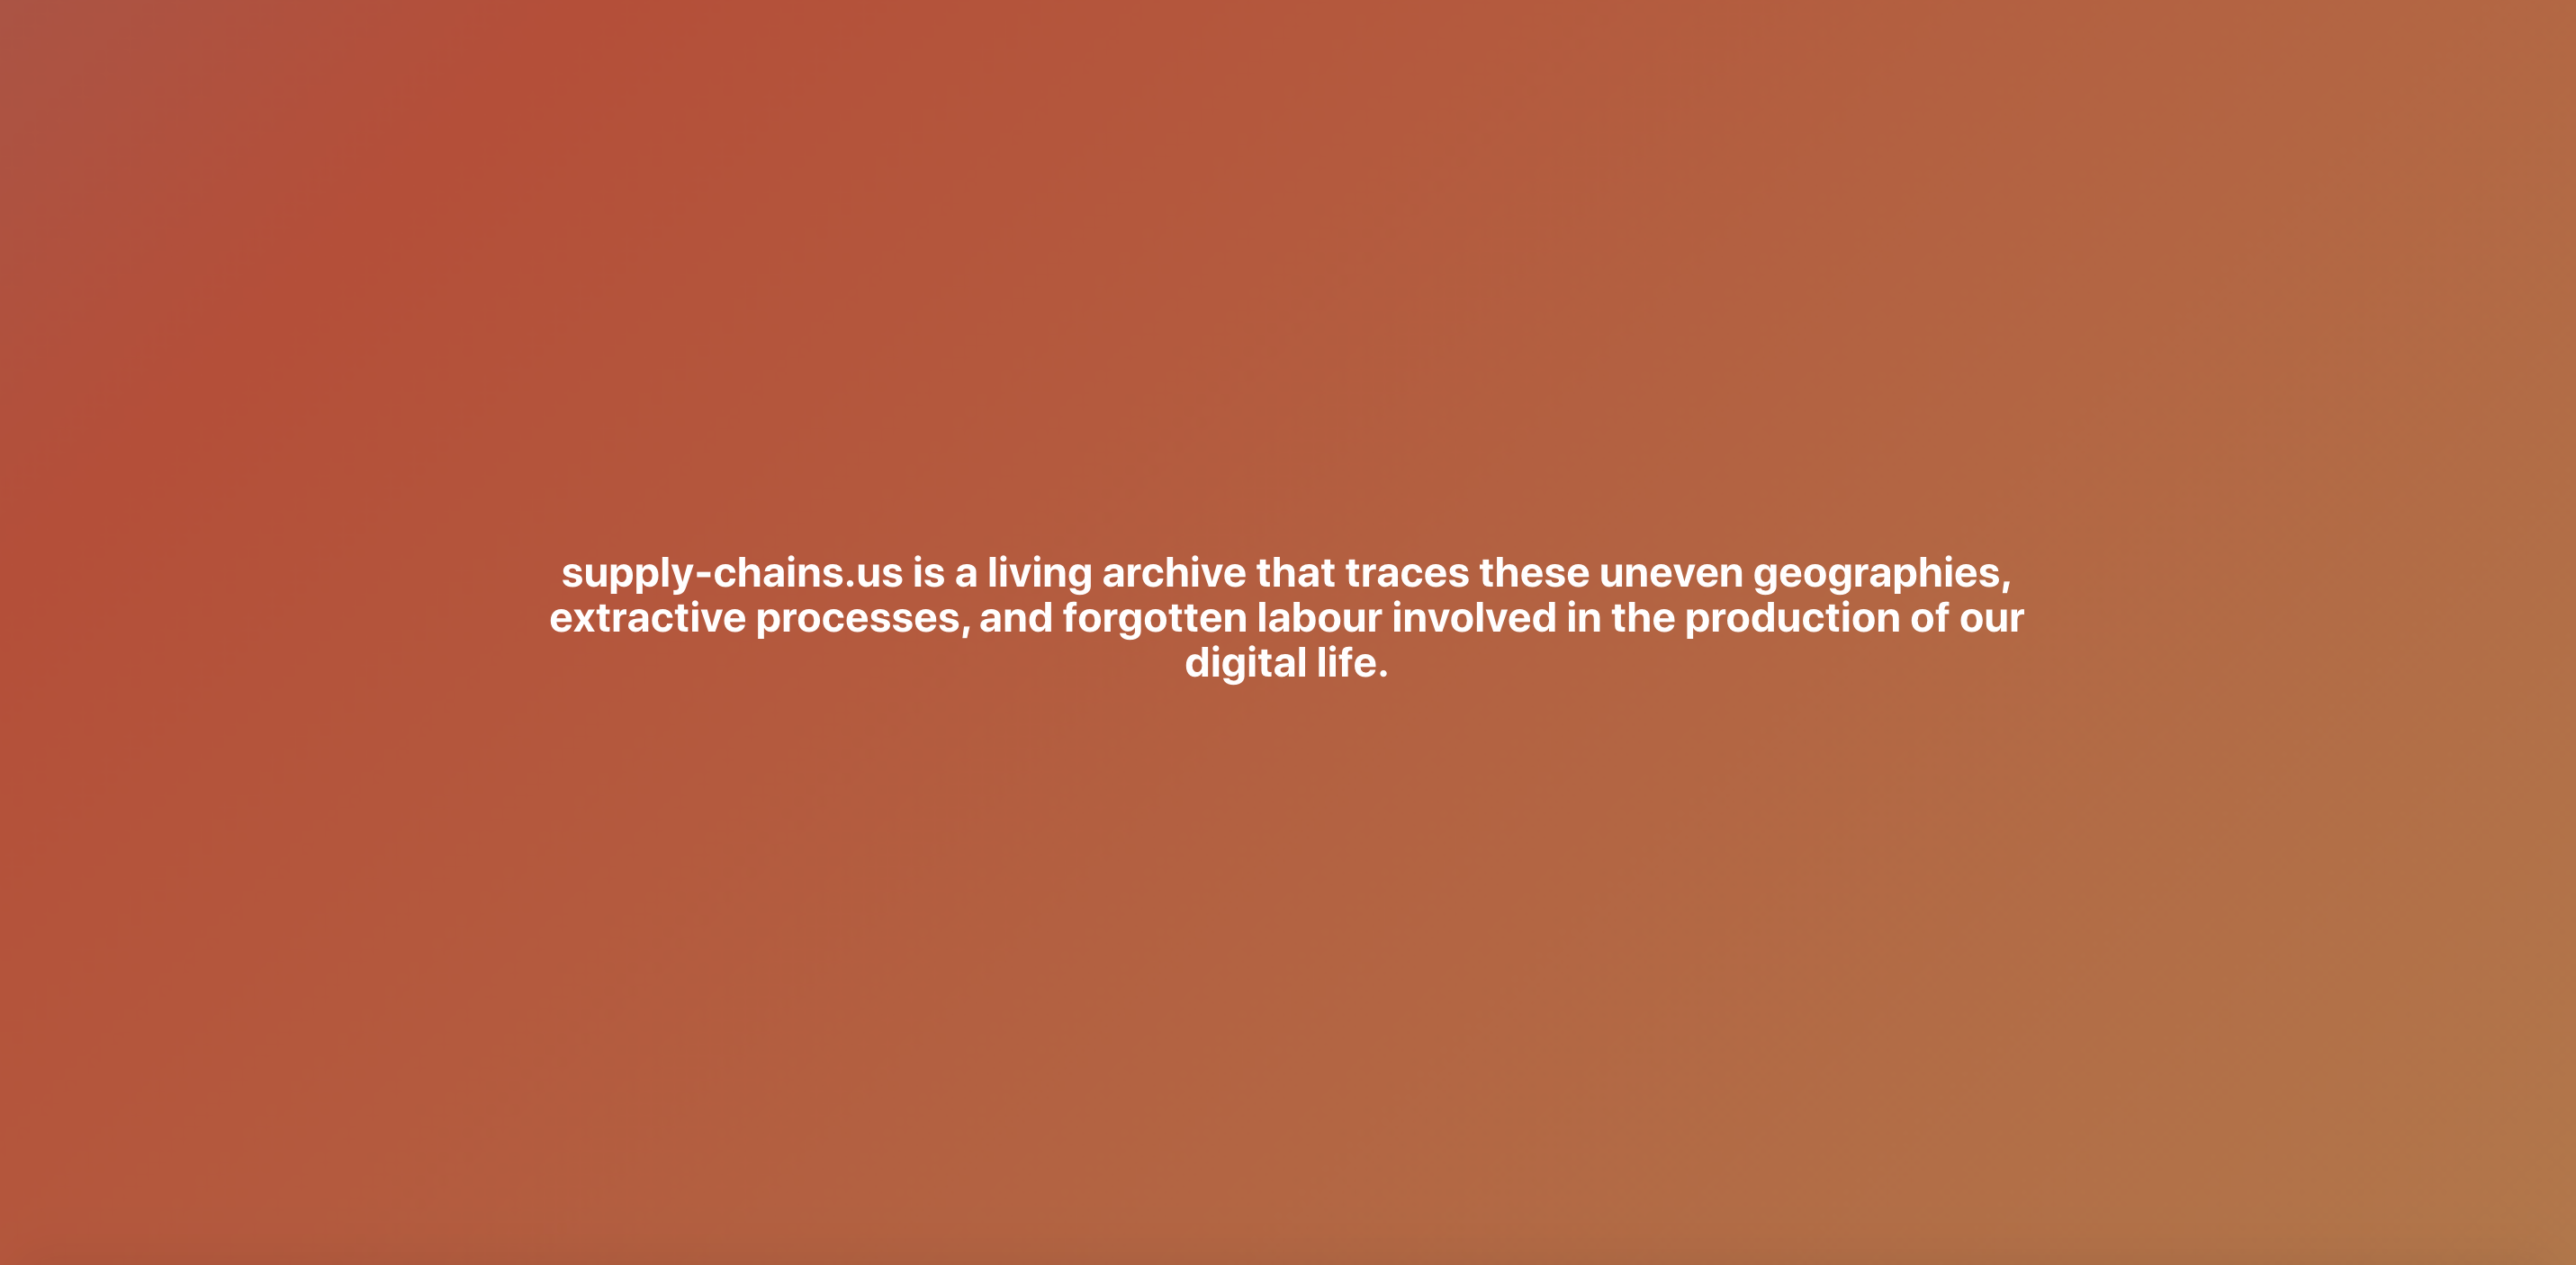 supply-chains.us is a living archive that traces these uneven geographies,
extractive processes, and forgotten labour involved in the production of our
digital life.